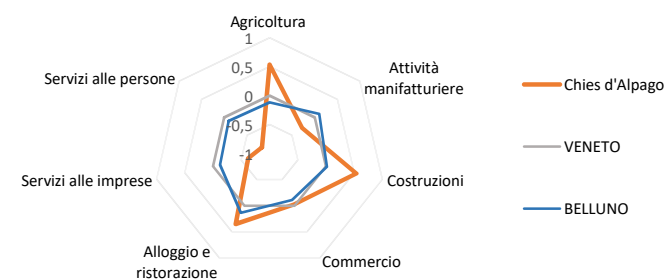 Agricoltura
1
0,5
0
-0,5
-1
Attività
manifatturiere
Costruzioni
Commercio
Alloggio e
ristorazione
Servizi alle imprese
Servizi alle persone
Chies d'Alpago
VENETO
BELLUNO